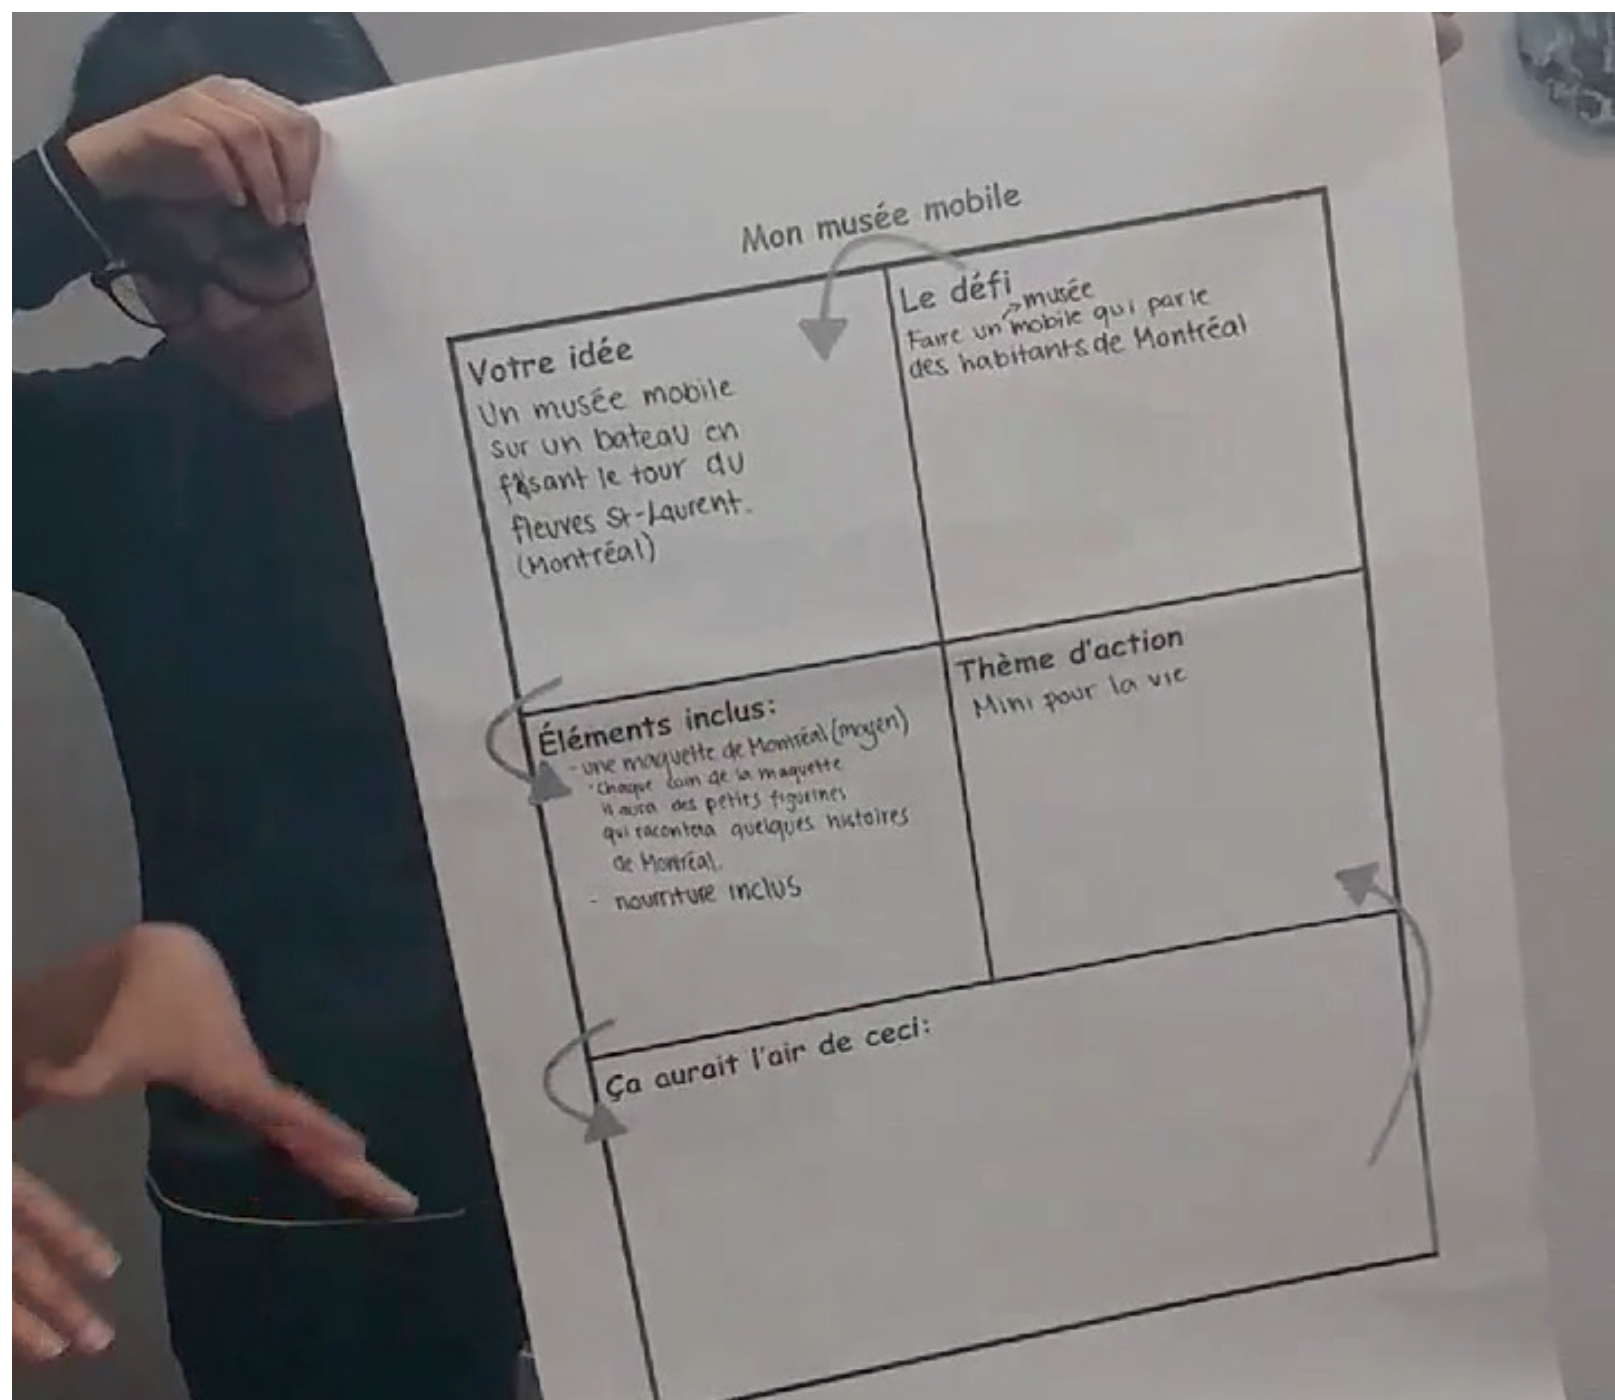 Mon musée mobile
Votre idée
Un musée mobile
sur un bateau en
faisant le tour du
fleuves St-Laurent.
(Montréal)
Le défi
musée
Faire un mobile qui parle
des habitants de Montréal
Éléments inclus:
- une maquette de Montréal (moyen)
- chaque coin de la maquette
il aura des petits figurines
qui racontera quelques histoires
de Montréal.
- nourriture inclus
Thème d'action
Mini pour la vie
Ça aurait l'air de ceci: